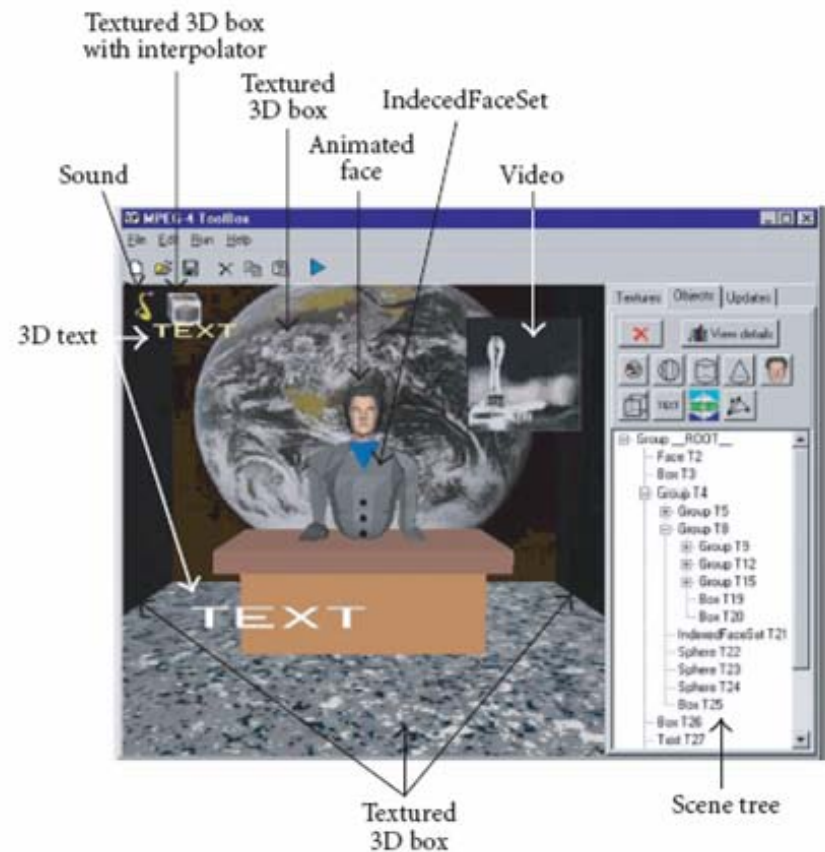 Textured 3D box
with interpolator
Textured
3D box
IndecedFaceSet
Animated
face
Sound
Video
MPEG-4 ToolBox
File Edit Run Help
3D text
TEXT
Textures Objects Updates
View details
TEXT
Group __ROOT__
Face T2
Box T3
Group T4
Group T5
Group T8
Group T9
Group T12
Group T15
Box T19
Box T20
IndexedFaceSet T21
Sphere T22
Sphere T23
Sphere T24
Box T25
Box T26
Text T27
TEXT
Textured
3D box
Scene tree